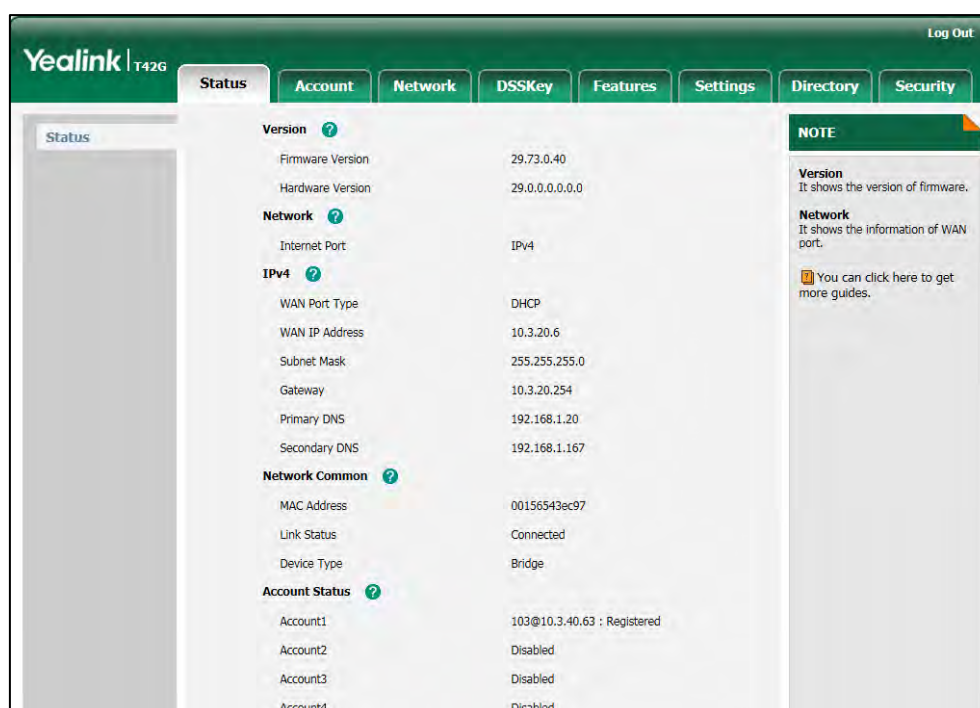 Log Out
Yealink T42G
Status Account Network DSSKey Features Settings Directory Security
Status
Version ?
Firmware Version 29.73.0.40
Hardware Version 29.0.0.0.0.0.0
Network ?
Internet Port IPv4
IPv4 ?
WAN Port Type DHCP
WAN IP Address 10.3.20.6
Subnet Mask 255.255.255.0
Gateway 10.3.20.254
Primary DNS 192.168.1.20
Secondary DNS 192.168.1.167
Network Common ?
MAC Address 00156543ec97
Link Status Connected
Device Type Bridge
Account Status ?
Account1 103@10.3.40.63 : Registered
Account2 Disabled
Account3 Disabled
Account4 Disabled
NOTE
Version
It shows the version of firmware.
Network
It shows the information of WAN
port.
? You can click here to get
more guides.